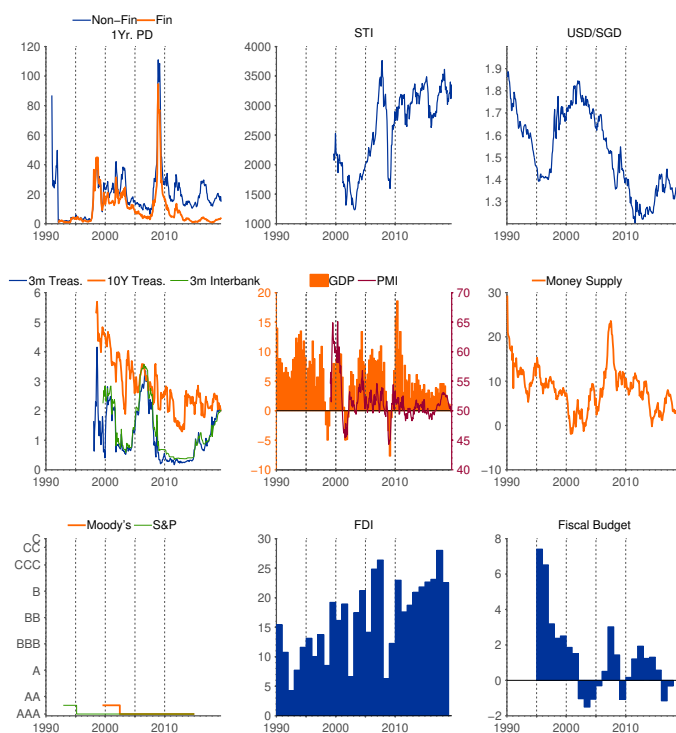 Non−Fin Fin
1Yr. PD
STI
USD/SGD
120
100
80
60
40
20
0
1990 2000 2010
4000
3500
3000
2500
2000
1500
1000
1990 2000 2010
1.9
1.8
1.7
1.6
1.5
1.4
1.3
1990 2000 2010
3m Treas. 10Y Treas. 3m Interbank
GDP PMI
Money Supply
6
5
4
3
2
1
0
1990 2000 2010
20
15
10
5
0
−5
−10
70
65
60
55
50
45
40
1990 2000 2010
30
20
10
0
−10
1990 2000 2010
Moody's S&P
FDI
Fiscal Budget
C
CC
CCC
B
BB
BBB
A
AA
AAA
1990 2000 2010
30
25
20
15
10
5
0
1990 2000 2010
8
6
4
2
0
−2
1990 2000 2010